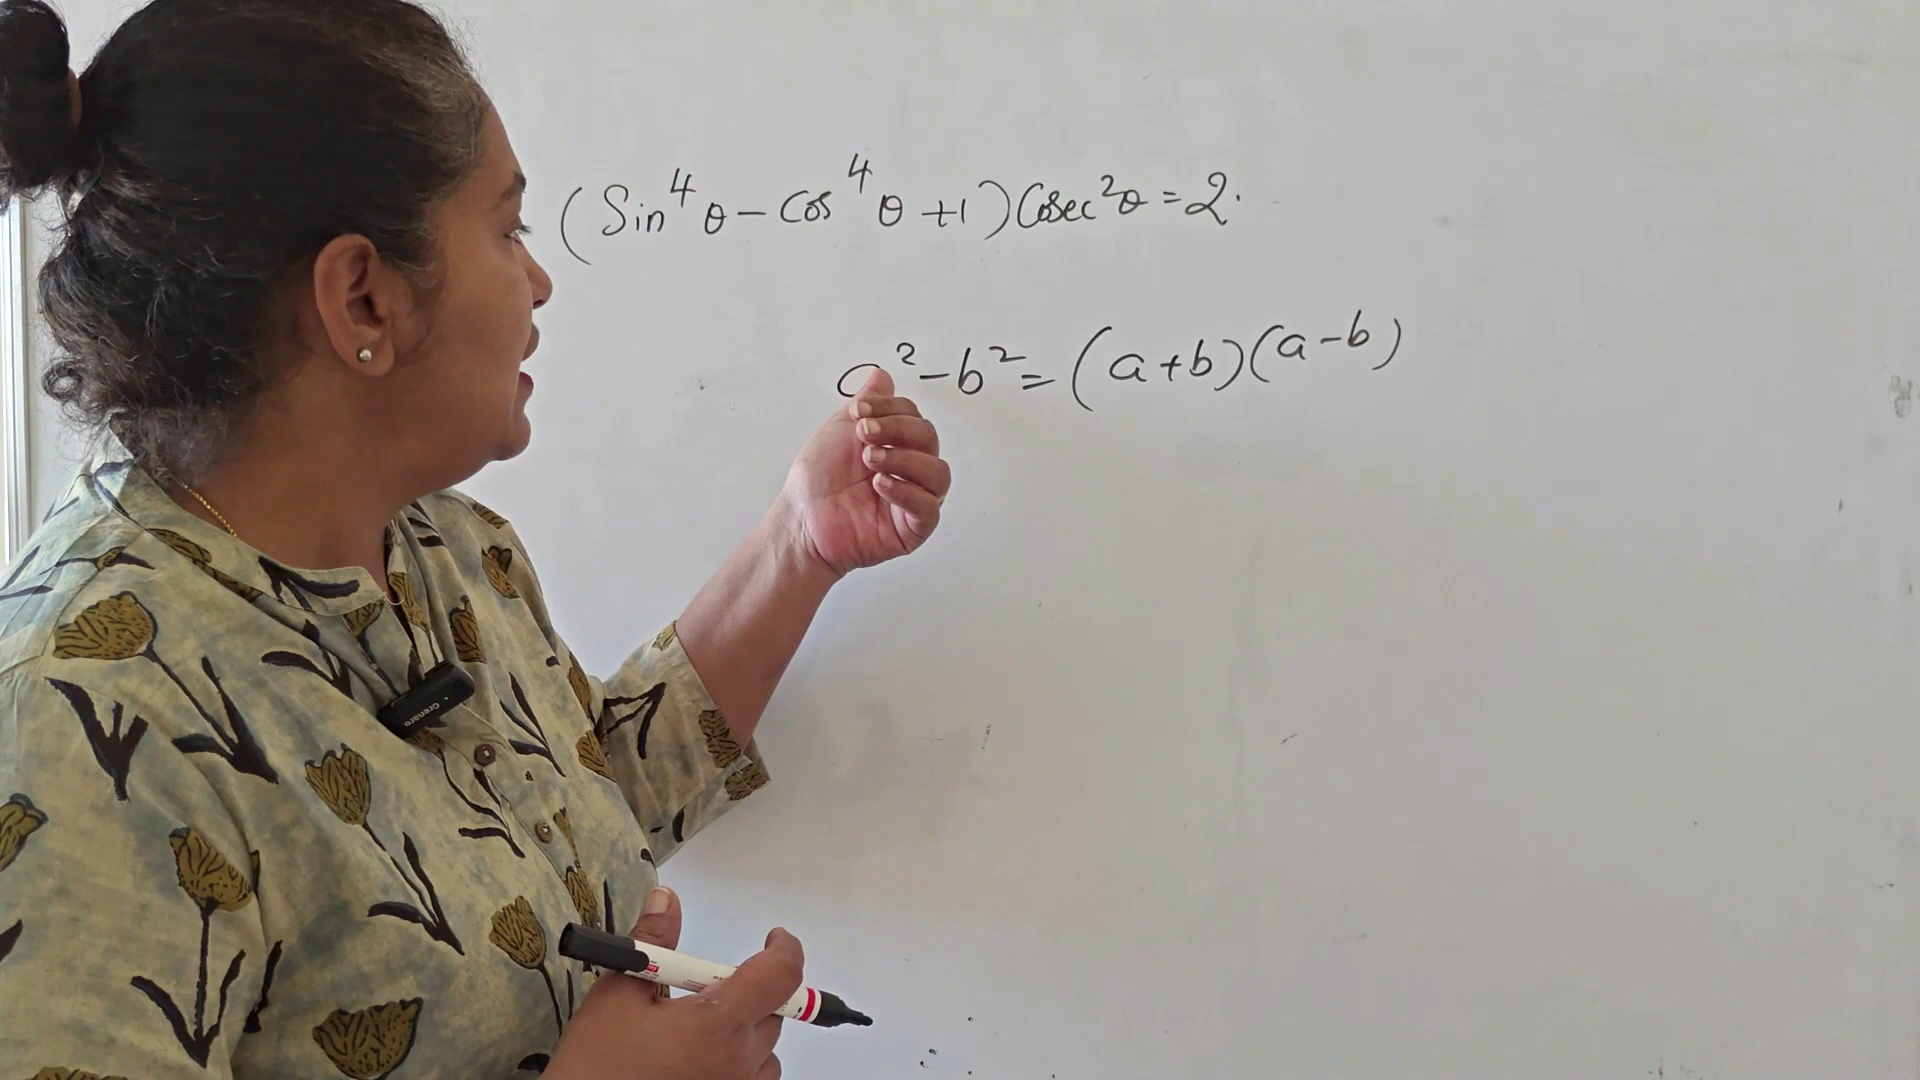 (Sin⁴θ - Cos⁴θ +1) Cosec²θ = 2.
a² - b² = (a+b)(a-b)